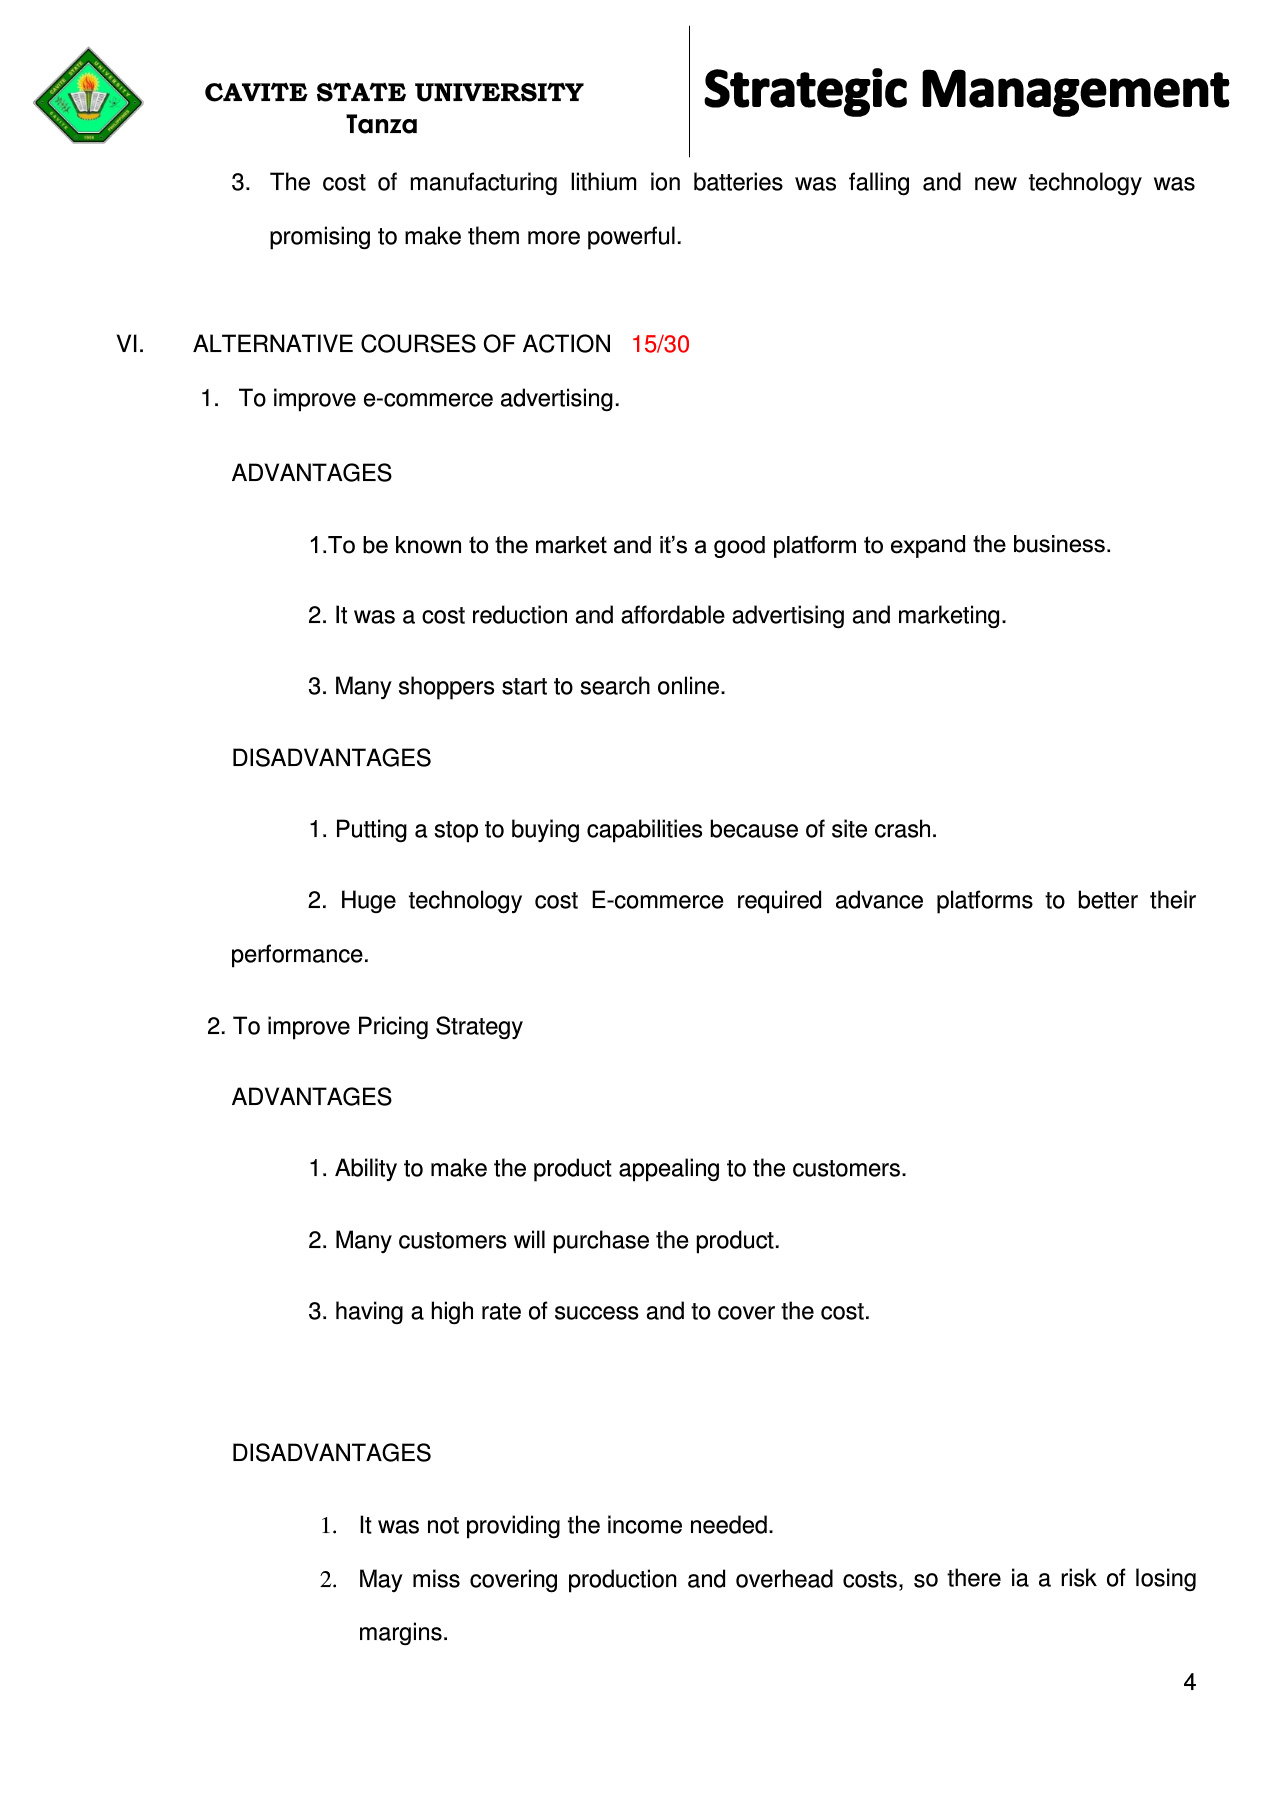 CAVITE STATE UNIVERSITY
Tanza
Strategic Management
3. The cost of manufacturing lithium ion batteries was falling and new technology was
promising to make them more powerful.
VI. ALTERNATIVE COURSES OF ACTION 15/30
1. To improve e-commerce advertising.
ADVANTAGES
1.To be known to the market and it’s a good platform to expand the business.
2. It was a cost reduction and affordable advertising and marketing.
3. Many shoppers start to search online.
DISADVANTAGES
1. Putting a stop to buying capabilities because of site crash.
2. Huge technology cost E-commerce required advance platforms to better their
performance.
2. To improve Pricing Strategy
ADVANTAGES
1. Ability to make the product appealing to the customers.
2. Many customers will purchase the product.
3. having a high rate of success and to cover the cost.
DISADVANTAGES
1. It was not providing the income needed.
2. May miss covering production and overhead costs, so there ia a risk of losing
margins.
4